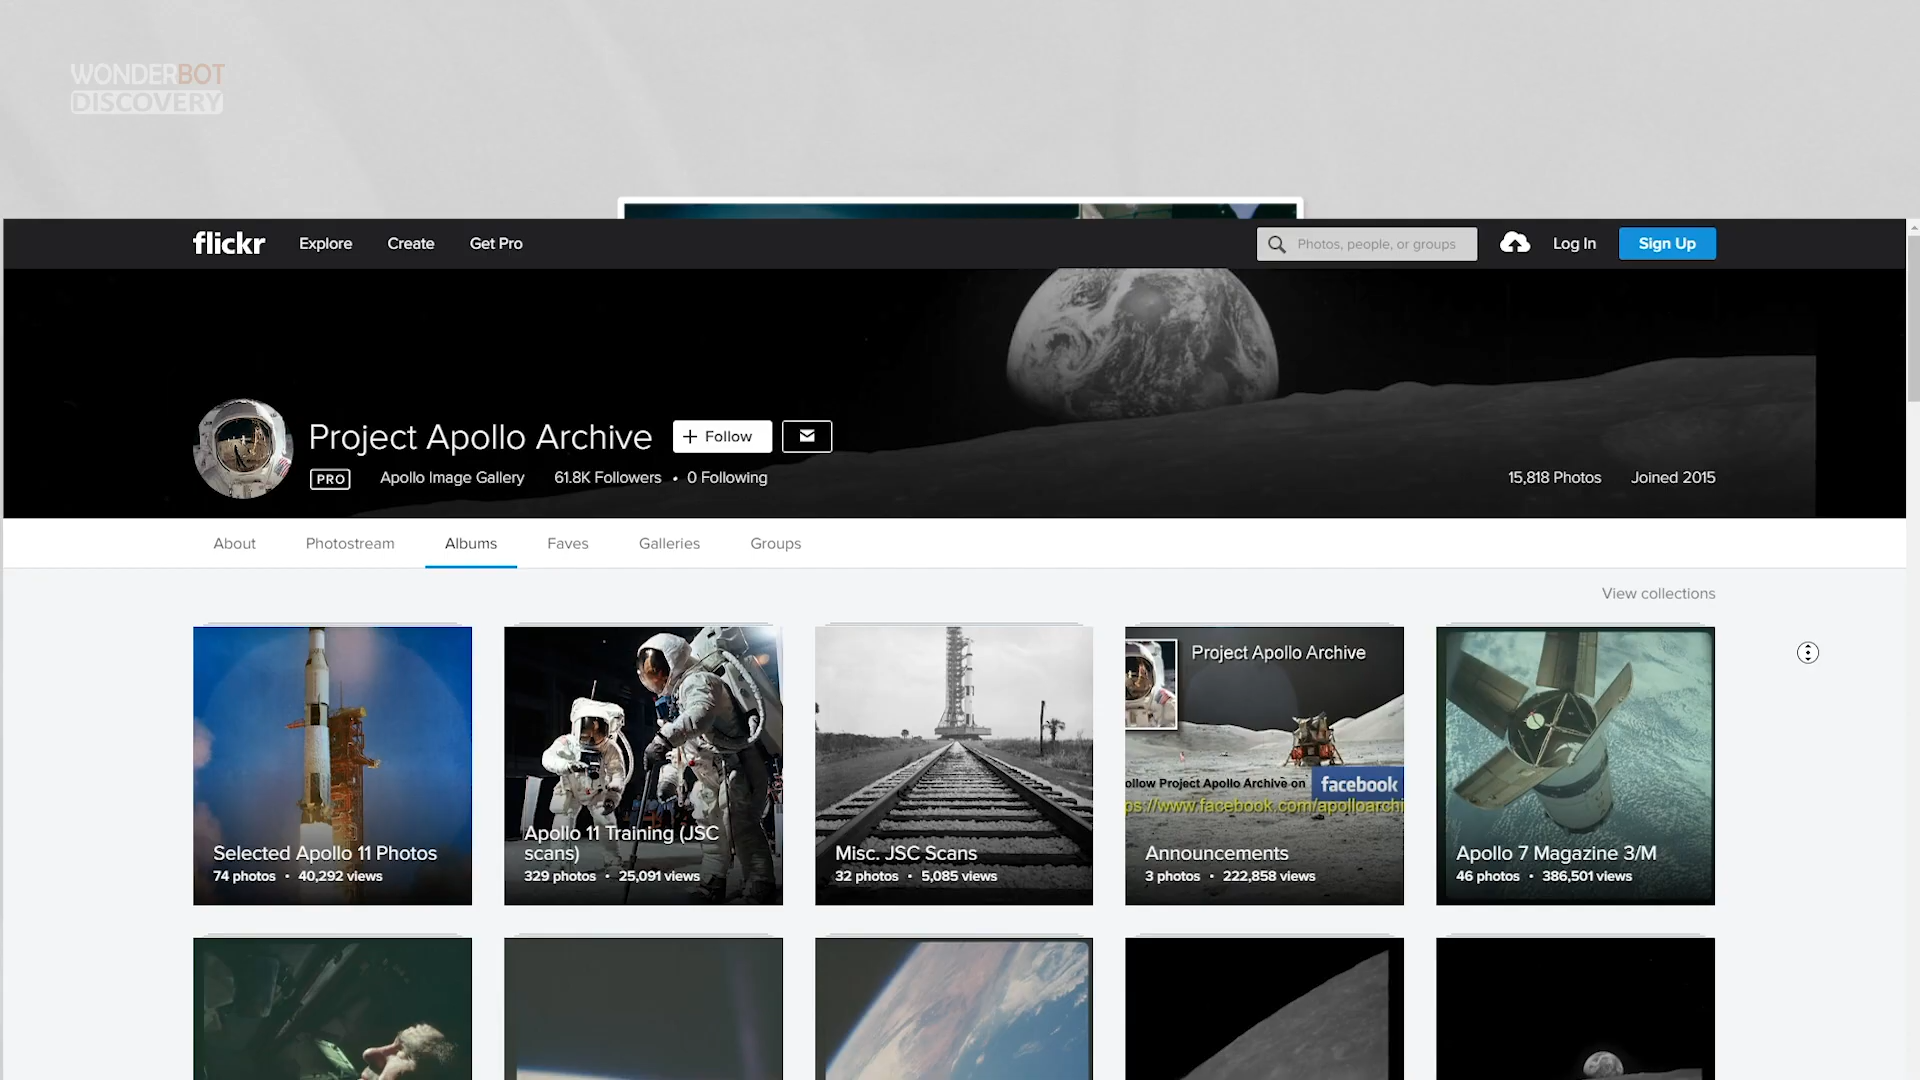 WONDERBOT
DISCOVERY
flickr Explore Create Get Pro Photos, people, or groups Log In Sign Up
Project Apollo Archive + Follow
PRO Apollo Image Gallery 61.8K Followers • 0 Following 15,818 Photos Joined 2015
About Photostream Albums Faves Galleries Groups
View collections
Selected Apollo 11 Photos
74 photos • 40,292 views
Apollo 11 Training (JSC
scans)
329 photos • 25,091 views
Misc. JSC Scans
32 photos • 5,085 views
Project Apollo Archive
ollow Project Apollo Archive on facebook
ps://www.facebook.com/apolloarchi
Announcements
3 photos • 222,858 views
Apollo 7 Magazine 3/M
46 photos • 386,501 views